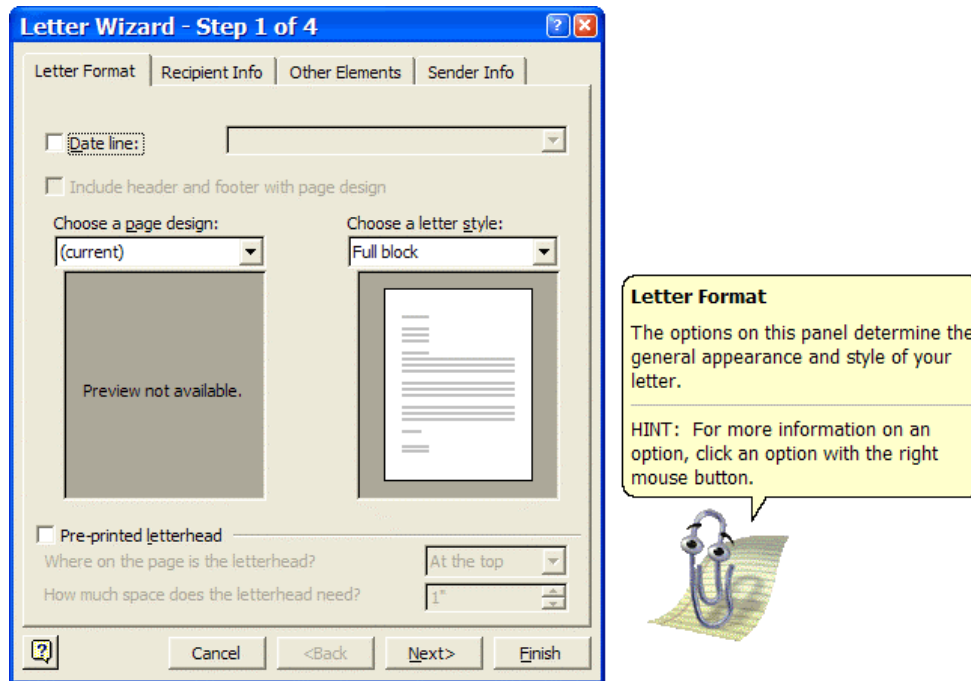 Letter Wizard - Step 1 of 4
Letter Format Recipient Info Other Elements Sender Info
Date line:
Include header and footer with page design
Choose a page design: Choose a letter style:
(current) Full block
Preview not available.
Pre-printed letterhead
Where on the page is the letterhead? At the top
How much space does the letterhead need? 1"
Cancel <Back Next> Finish
Letter Format
The options on this panel determine the
general appearance and style of your
letter.
HINT: For more information on an
option, click an option with the right
mouse button.